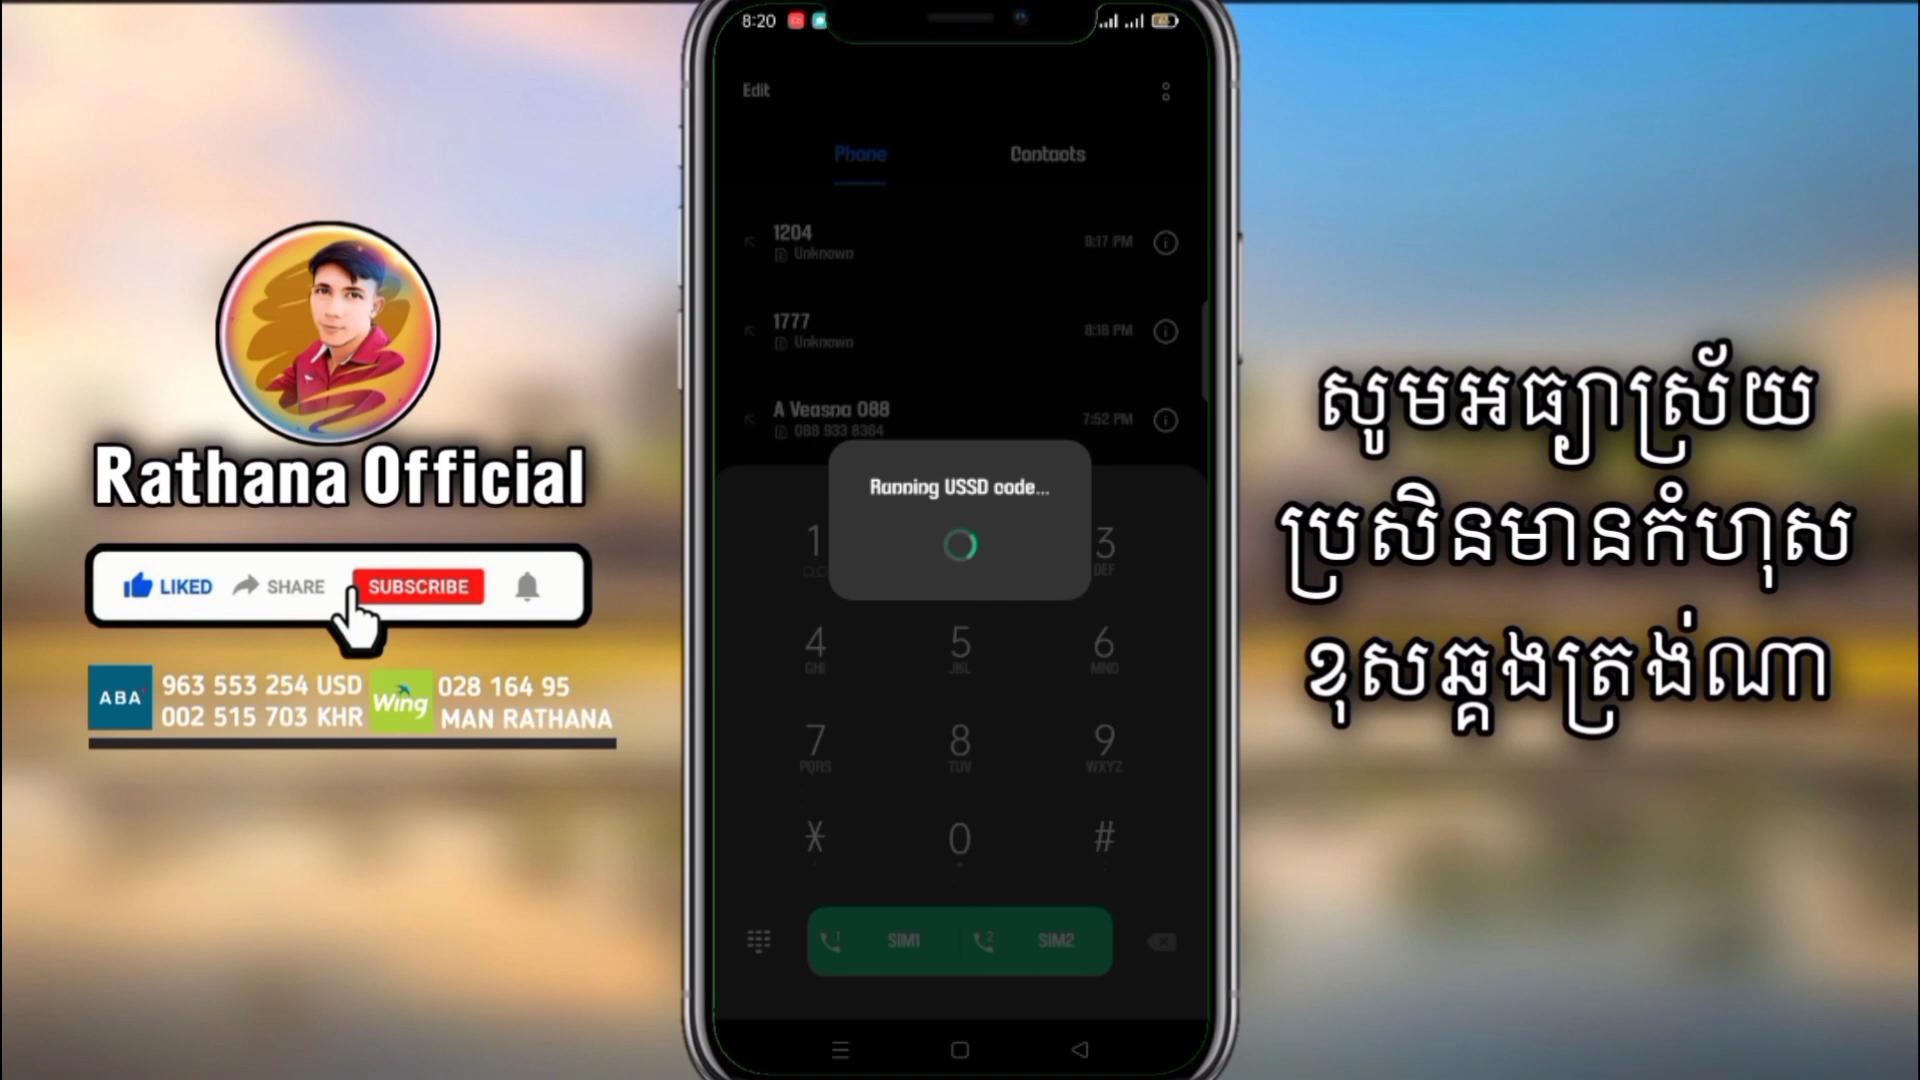 8:20
Edit
Phone
Contacts
1204
Unknown
8:17 PM
1777
Unknown
8:16 PM
A Veasna 088
088 933 8364
7:52 PM
Running USSD code...
1
3
DEF
4
GHI
5
JKL
6
MNO
7
PQRS
8
TUV
9
WXYZ
*
0
+
#
1 SIM1
2 SIM2
Rathana Official
LIKED SHARE SUBSCRIBE
ABA
963 553 254 USD
002 515 703 KHR
Wing
028 164 95
MAN RATHANA
សូមអធ្យាស្រ័យ
ប្រសិនមានកំហុស
ខុសឆ្គងត្រង់ណា